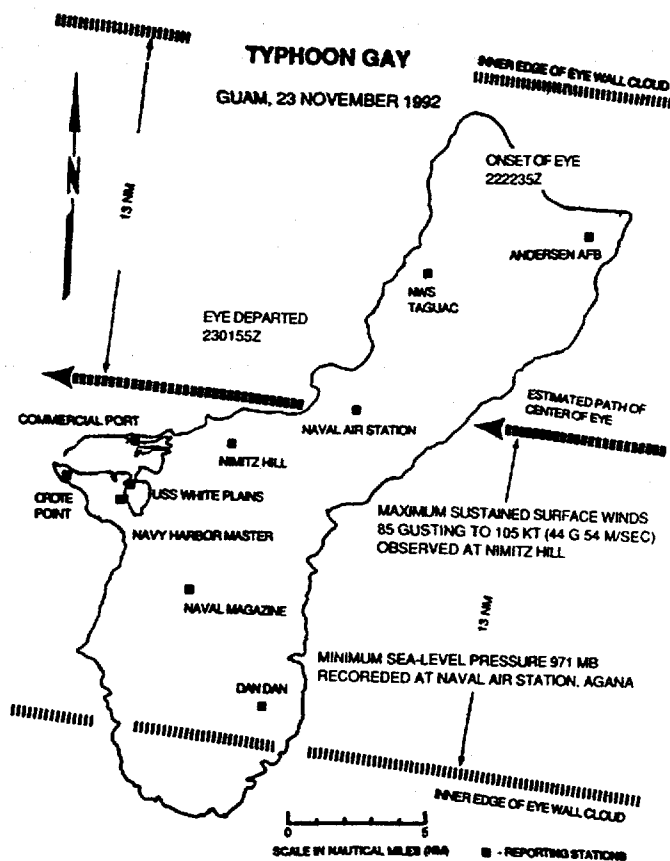 TYPHOON GAY
GUAM, 23 NOVEMBER 1992
INNER EDGE OF EYE WALL CLOUD
N
13 NM
ONSET OF EYE
222235Z
ANDERSEN AFB
NWS
TAGUAC
EYE DEPARTED
230155Z
ESTIMATED PATH OF
CENTER OF EYE
COMMERCIAL PORT
NAVAL AIR STATION
NIMITZ HILL
OROTE
POINT
USS WHITE PLAINS
NAVY HARBOR MASTER
MAXIMUM SUSTAINED SURFACE WINDS
85 GUSTING TO 105 KT (44 G 54 M/SEC)
OBSERVED AT NIMITZ HILL
NAVAL MAGAZINE
13 NM
MINIMUM SEA-LEVEL PRESSURE 971 MB
RECOREDED AT NAVAL AIR STATION, AGANA
DAN DAN
INNER EDGE OF EYE WALL CLOUD
0 5
SCALE IN NAUTICAL MILES (NM)
- REPORTING STATIONS